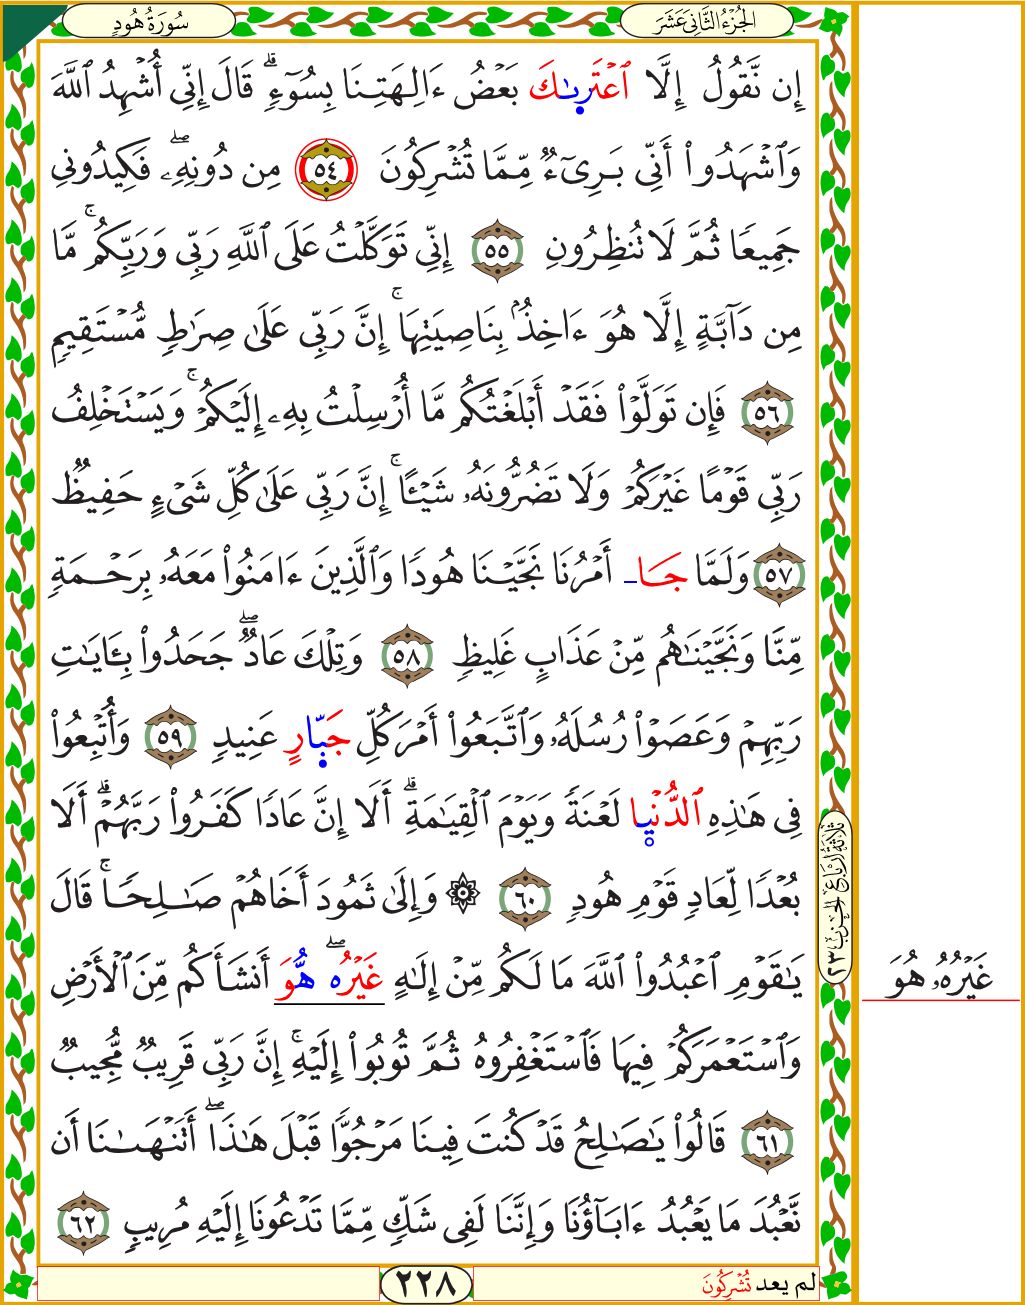 سُورَةُ هُودٍ
الجُزْءُ الثَّانِي عَشَرَ
إِن نَّقُولُ إِلَّا ٱعۡتَرىٰكَ بَعۡضُ ءَالِهَتِنَا بِسُوٓءٖۗ قَالَ إِنِّيٓ أُشۡهِدُ ٱللَّهَ
وَٱشۡهَدُوٓاْ أَنِّي بَرِيٓءٞ مِّمَّا تُشۡرِكُونَ ٥٤ مِن دُونِهِۦۖ فَكِيدُونِي
جَمِيعٗا ثُمَّ لَا تُنظِرُونِ ٥٥ إِنِّي تَوَكَّلۡتُ عَلَى ٱللَّهِ رَبِّي وَرَبِّكُمۚ مَّا
مِن دَآبَّةٍ إِلَّا هُوَ ءَاخِذُۢ بِنَاصِيَتِهَآۚ إِنَّ رَبِّي عَلَىٰ صِرَٰطٖ مُّسۡتَقِيمٖ
٥٦ فَإِن تَوَلَّوۡاْ فَقَدۡ أَبۡلَغۡتُكُم مَّآ أُرۡسِلۡتُ بِهِۦٓ إِلَيۡكُمۡۚ وَيَسۡتَخۡلِفُ
رَبِّي قَوۡمًا غَيۡرَكُمۡ وَلَا تَضُرُّونَهُۥ شَيۡـًٔاۚ إِنَّ رَبِّي عَلَىٰ كُلِّ شَيۡءٍ حَفِيظٞ
٥٧ وَلَمَّا جَا أَمۡرُنَا نَجَّيۡنَا هُودٗا وَٱلَّذِينَ ءَامَنُواْ مَعَهُۥ بِرَحۡمَةٖ
مِّنَّا وَنَجَّيۡنَٰهُم مِّنۡ عَذَابٍ غَلِيظٖ ٥٨ وَتِلۡكَ عَادٞۖ جَحَدُواْ بِـَٔايَٰتِ
رَبِّهِمۡ وَعَصَوۡاْ رُسُلَهُۥ وَٱتَّبَعُوٓاْ أَمۡرَ كُلِّ جَبّارٍ عَنِيدٖ ٥٩ وَأُتۡبِعُواْ
فِي هَٰذِهِ ٱلدُّنۡيا لَعۡنَةٗ وَيَوۡمَ ٱلۡقِيَٰمَةِۗ أَلَآ إِنَّ عَادٗا كَفَرُواْ رَبَّهُمۡۗ أَلَا
بُعۡدٗا لِّعَادٖ قَوۡمِ هُودٖ ٦٠ ۞ وَإِلَىٰ ثَمُودَ أَخَاهُمۡ صَٰلِحٗاۚ قَالَ
يَٰقَوۡمِ ٱعۡبُدُواْ ٱللَّهَ مَا لَكُم مِّنۡ إِلَٰهٍ غَيۡرُهۖ هُّوَ أَنشَأَكُم مِّنَ ٱلۡأَرۡضِ
وَٱسۡتَعۡمَرَكُمۡ فِيهَا فَٱسۡتَغۡفِرُوهُ ثُمَّ تُوبُوٓاْ إِلَيۡهِۚ إِنَّ رَبِّي قَرِيبٞ مُّجِيبٞ
٦١ قَالُواْ يَٰصَٰلِحُ قَدۡ كُنتَ فِينَا مَرۡجُوّٗا قَبۡلَ هَٰذَآۖ أَتَنۡهَىٰنَآ أَن
نَّعۡبُدَ مَا يَعۡبُدُ ءَابَآؤُنَا وَإِنَّنَا لَفِي شَكّٖ مِّمَّا تَدۡعُونَآ إِلَيۡهِ مُرِيبٖ ٦٢
ثلاثة أرباع الحزب ٢٣
غَيۡرُهُۥ هُوَ
لم يعد تُشۡرِكُونَ
٢٢٨